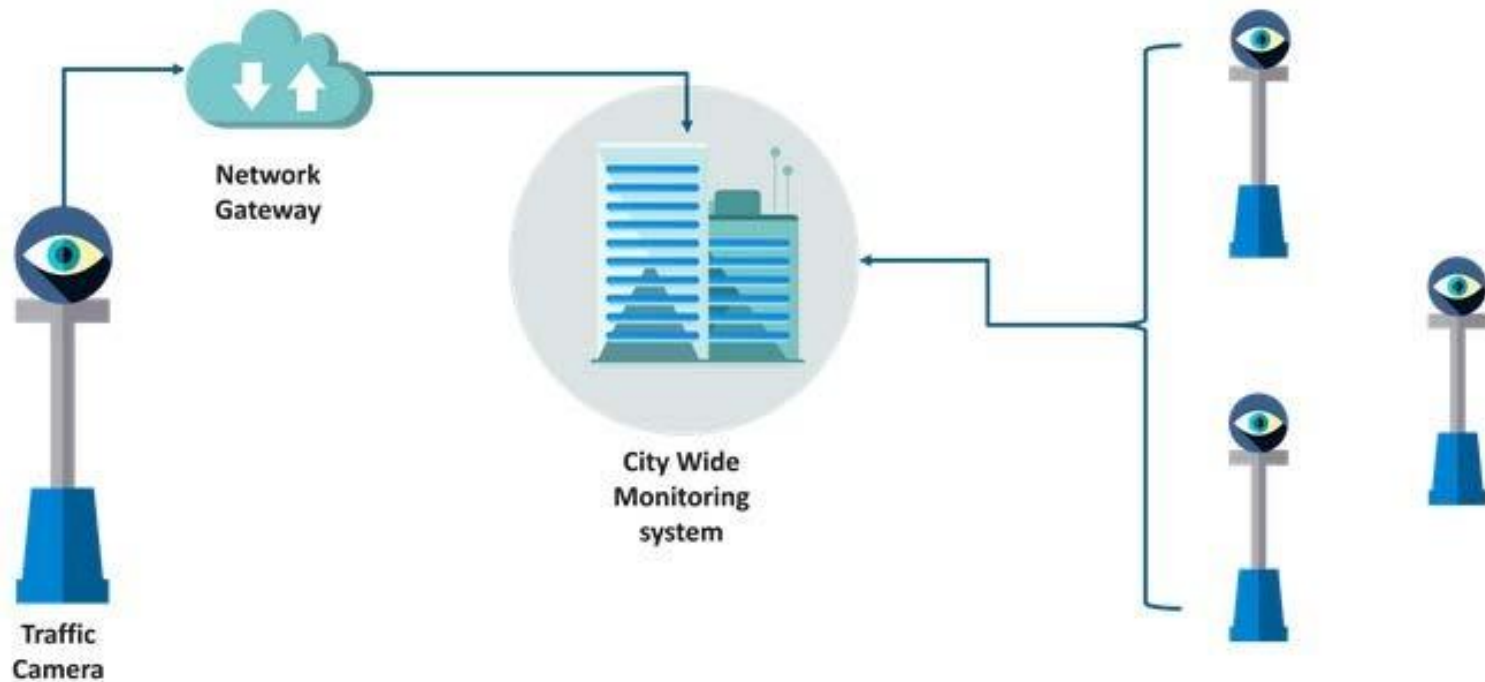 Network
Gateway
City Wide
Monitoring
system
Traffic
Camera